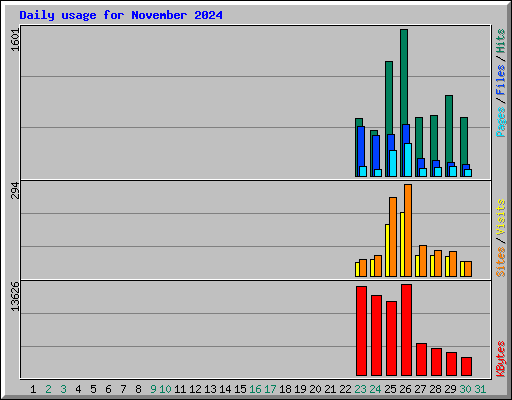 Daily usage for November 2024
1601
Pages/Files/Hits
294
Sites/Visits
13626
KBytes
1 2 3 4 5 6 7 8 9 10 11 12 13 14 15 16 17 18 19 20 21 22 23 24 25 26 27 28 29 30 31